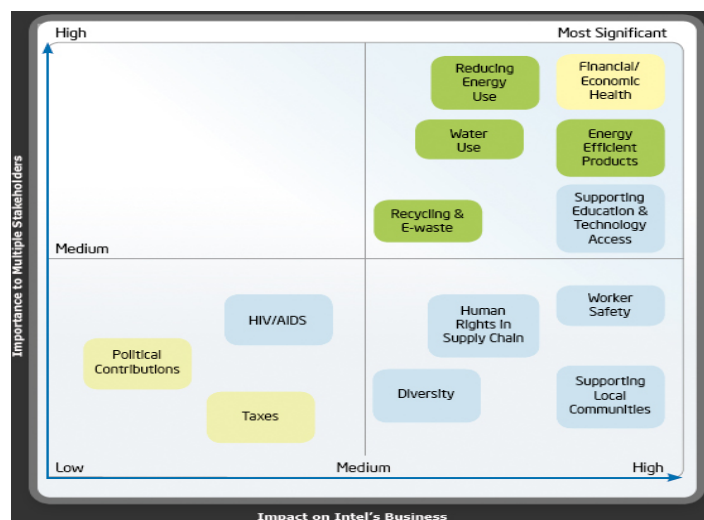 High
Most Significant
Reducing
Energy
Use
Financial/
Economic
Health
Water
Use
Energy
Efficient
Products
Recycling &
E-waste
Supporting
Education &
Technology
Access
Medium
Importance to Multiple Stakeholders
HIV/AIDS
Human
Rights in
Supply Chain
Worker
Safety
Political
Contributions
Taxes
Diversity
Supporting
Local
Communities
Low
Medium
High
Impact on Intel's Business